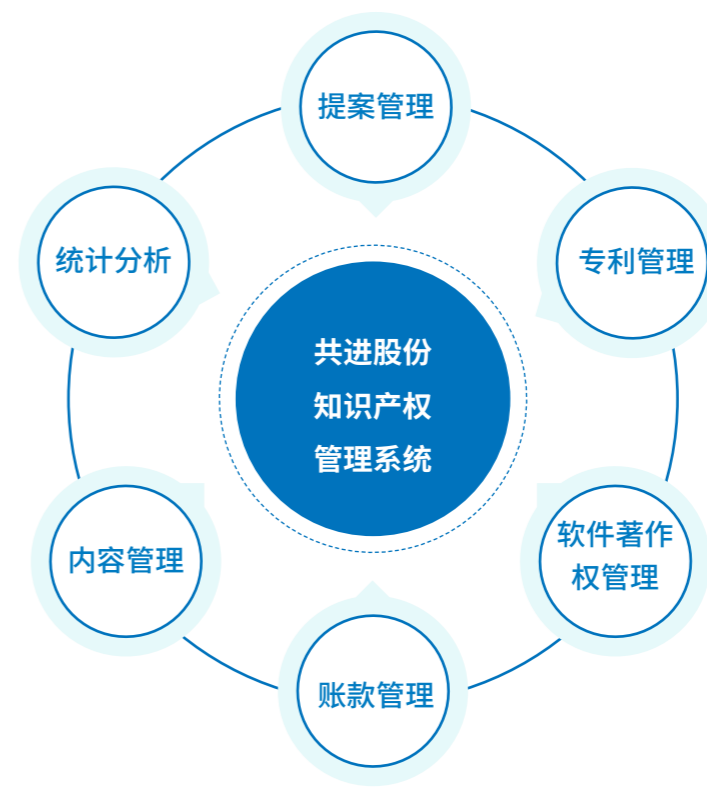 提案管理
统计分析
专利管理
共进股份
知识产权
管理系统
内容管理
软件著作
权管理
账款管理